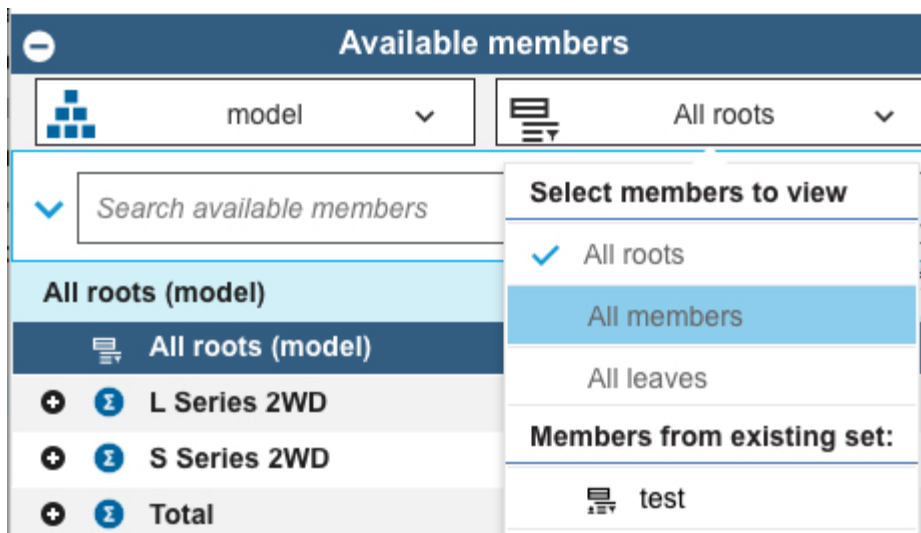 Available members
model
All roots
Search available members
Select members to view
All roots
All members
All leaves
Members from existing set:
test
All roots (model)
All roots (model)
L Series 2WD
S Series 2WD
Total